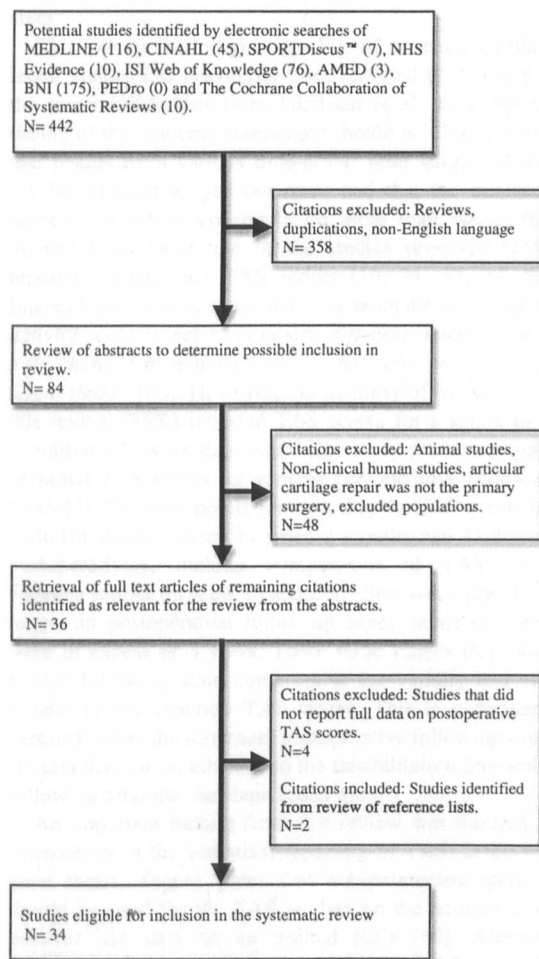 Potential studies identified by electronic searches of
MEDLINE (116), CINAHL (45), SPORTDiscus™ (7), NHS
Evidence (10), ISI Web of Knowledge (76), AMED (3),
BNI (175), PEDro (0) and The Cochrane Collaboration of
Systematic Reviews (10).
N= 442
Citations excluded: Reviews,
duplications, non-English language
N= 358
Review of abstracts to determine possible inclusion in
review.
N= 84
Citations excluded: Animal studies,
Non-clinical human studies, articular
cartilage repair was not the primary
surgery, excluded populations.
N=48
Retrieval of full text articles of remaining citations
identified as relevant for the review from the abstracts.
N= 36
Citations excluded: Studies that did
not report full data on postoperative
TAS scores.
N=4
Citations included: Studies identified
from review of reference lists.
N=2
Studies eligible for inclusion in the systematic review
N= 34